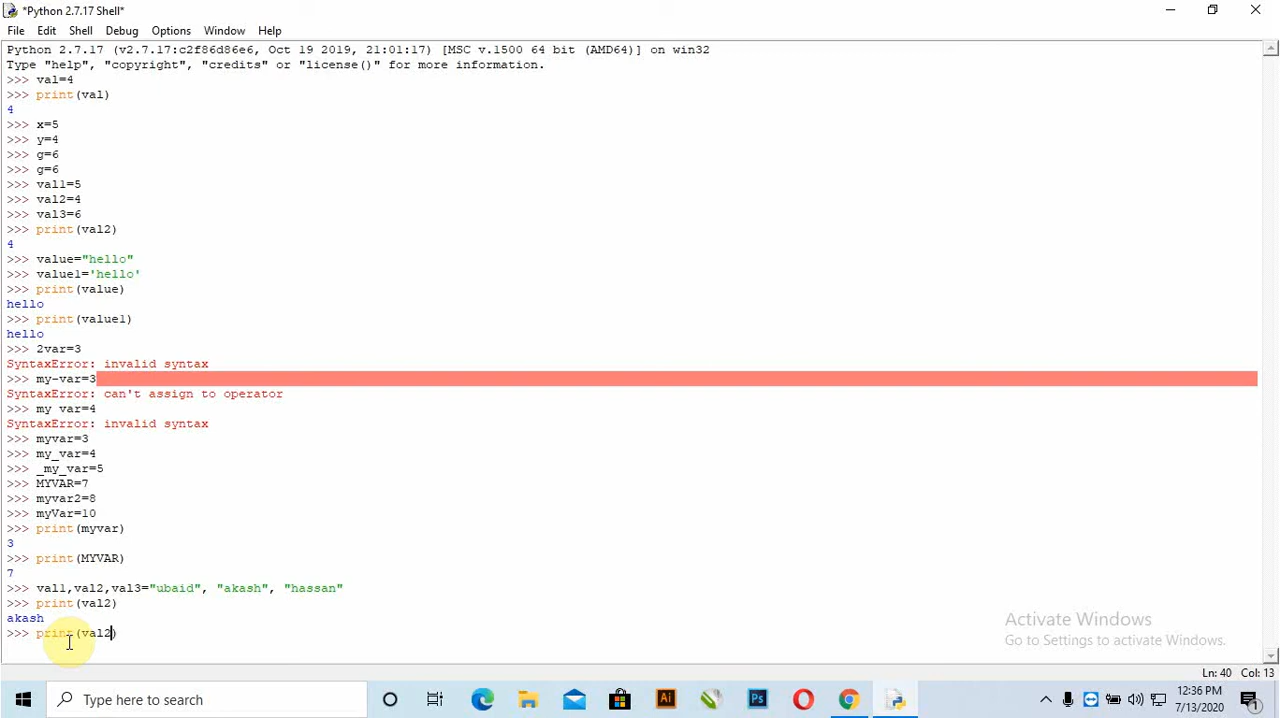 *Python 2.7.17 Shell*
File Edit Shell Debug Options Window Help
Python 2.7.17 (v2.7.17:c2f86d86e6, Oct 19 2019, 21:01:17) [MSC v.1500 64 bit (AMD64)] on win32
Type "help", "copyright", "credits" or "license()" for more information.
>>> val=4
>>> print(val)
4
>>> x=5
>>> y=4
>>> g=6
>>> g=6
>>> val1=5
>>> val2=4
>>> val3=6
>>> print(val2)
4
>>> value="hello"
>>> value1='hello'
>>> print(value)
hello
>>> print(value1)
hello
>>> 2var=3
SyntaxError: invalid syntax
>>> my-var=3
SyntaxError: can't assign to operator
>>> my var=4
SyntaxError: invalid syntax
>>> myvar=3
>>> my_var=4
>>> _my_var=5
>>> MYVAR=7
>>> myvar2=8
>>> myVar=10
>>> print(myvar)
3
>>> print(MYVAR)
7
>>> val1,val2,val3="ubaid", "akash", "hassan"
>>> print(val2)
akash
>>> print(val2)
Activate Windows
Go to Settings to activate Windows.
Ln: 40 Col: 13
Type here to search
Ai
Ps
12:36 PM
7/13/2020
1